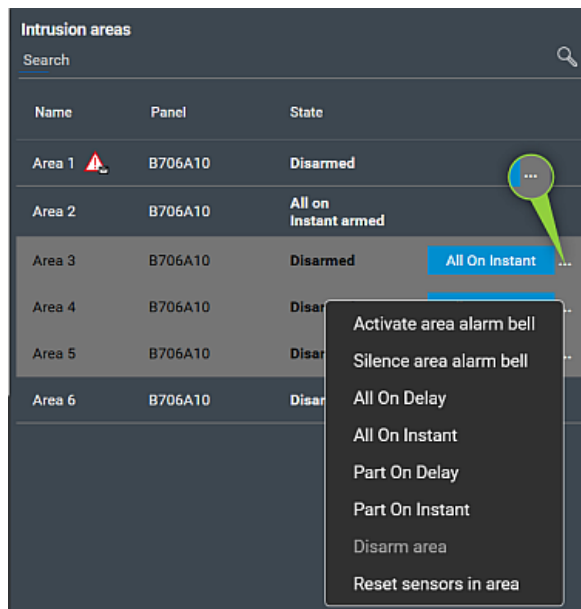 Intrusion areas
Search
Name Panel State
Area 1 B706A10 Disarmed
...
Area 2 B706A10 All on
Instant armed
Area 3 B706A10 Disarmed All On Instant ...
Area 4 B706A10
Area 5 B706A10
Area 6 B706A10
Activate area alarm bell
Silence area alarm bell
All On Delay
All On Instant
Part On Delay
Part On Instant
Disarm area
Reset sensors in area